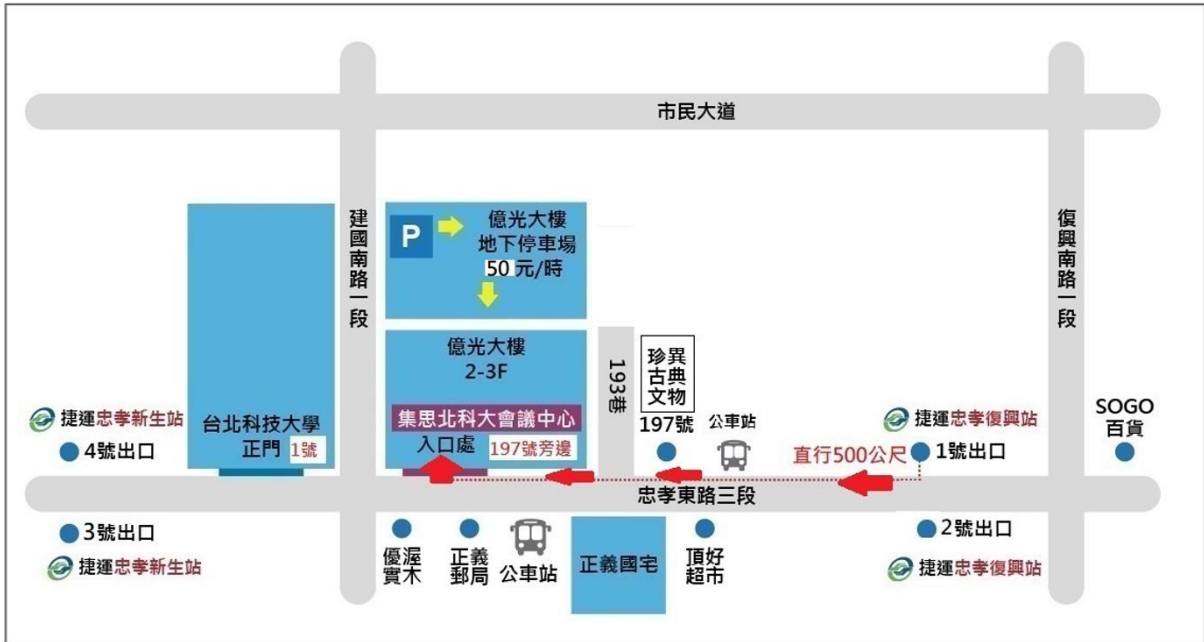 市民大道
建國南路一段
復興南路一段
P
億光大樓
地下停車場
50 元/時
億光大樓
2-3F
集思北科大會議中心
入口處 197號旁邊
193巷
珍異
古典
文物
197號
公車站
台北科技大學
正門 1號
捷運忠孝新生站
4號出口
捷運忠孝復興站
1號出口
SOGO
百貨
直行500公尺
忠孝東路三段
3號出口
捷運忠孝新生站
優渥
實木
正義
郵局
公車站
正義國宅
頂好
超市
2號出口
捷運忠孝復興站